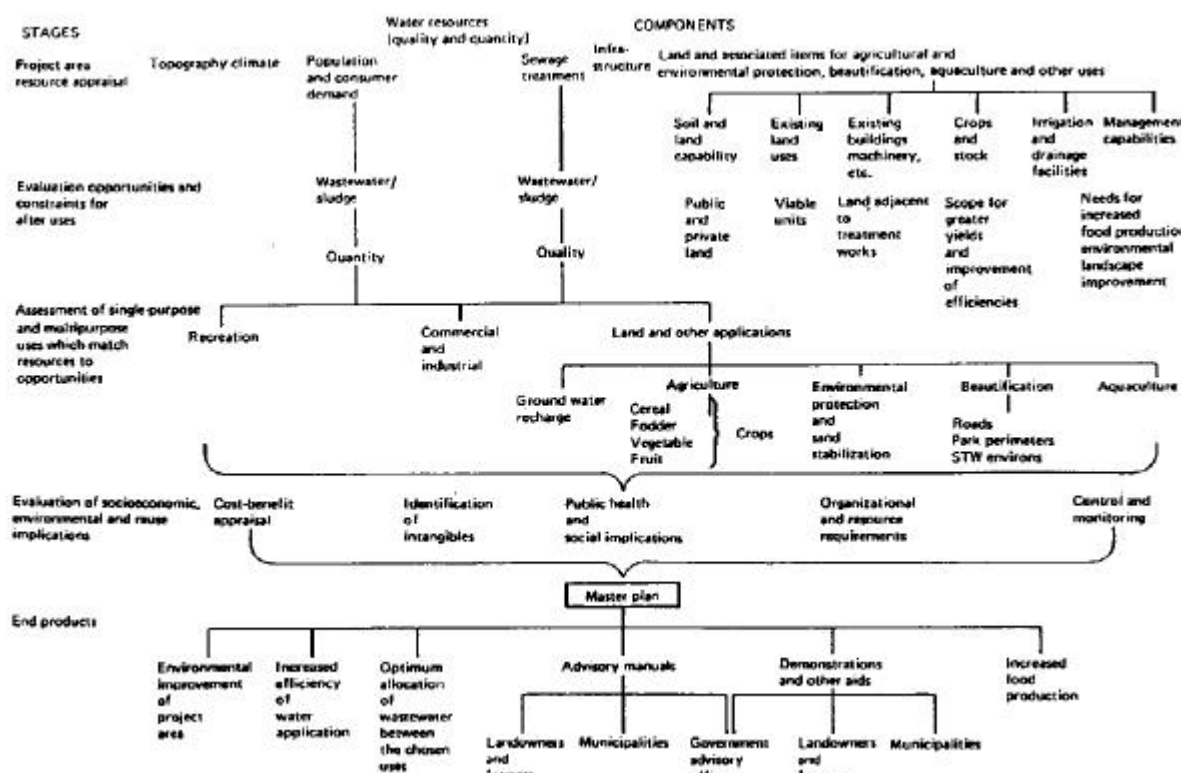 STAGES
COMPONENTS
Water resources
(quality and quantity)
Project area
resource appraisal
Topography climate
Population
and consumer
demand
Sewage
treatment
Infra-
structure
Land and associated items for agricultural and
environmental protection, beautification, aquaculture and other uses
Soil and
land
capability
Existing
land
uses
Existing
buildings
machinery,
etc.
Crops
and
stock
Irrigation
and
drainage
facilities
Management
capabilities
Evaluation opportunities and
constraints for
after uses
Wastewater/
sludge
Wastewater/
sludge
Public
and
private
land
Viable
units
Land adjacent
to
treatment
works
Scope for
greater
yields
and
improvement
of
efficiencies
Needs for
increased
food production
environmental
landscape
improvement
Quantity
Quality
Assessment of single-purpose
and multipurpose
uses which match
resources to
opportunities
Recreation
Commercial
and
industrial
Land and other applications
Ground water
recharge
Agriculture
Cereal
Fodder
Vegetable
Fruit
Crops
Environmental
protection
and
sand
stabilization
Beautification
Roads
Park perimeters
STW environs
Aquaculture
Evaluation of socioeconomic,
environmental and reuse
implications
Cost-benefit
appraisal
Identification
of
intangibles
Public health
and
social implications
Organizational
and resource
requirements
Control and
monitoring
Master plan
End products
Environmental
improvement
of
project
area
Increased
efficiency
of
water
application
Optimum
allocation
of
wastewater
between
the chosen
uses
Advisory manuals
Demonstrations
and other aids
Increased
food
production
Landowners
and
Municipalities
Government
advisory
Landowners
and
Municipalities